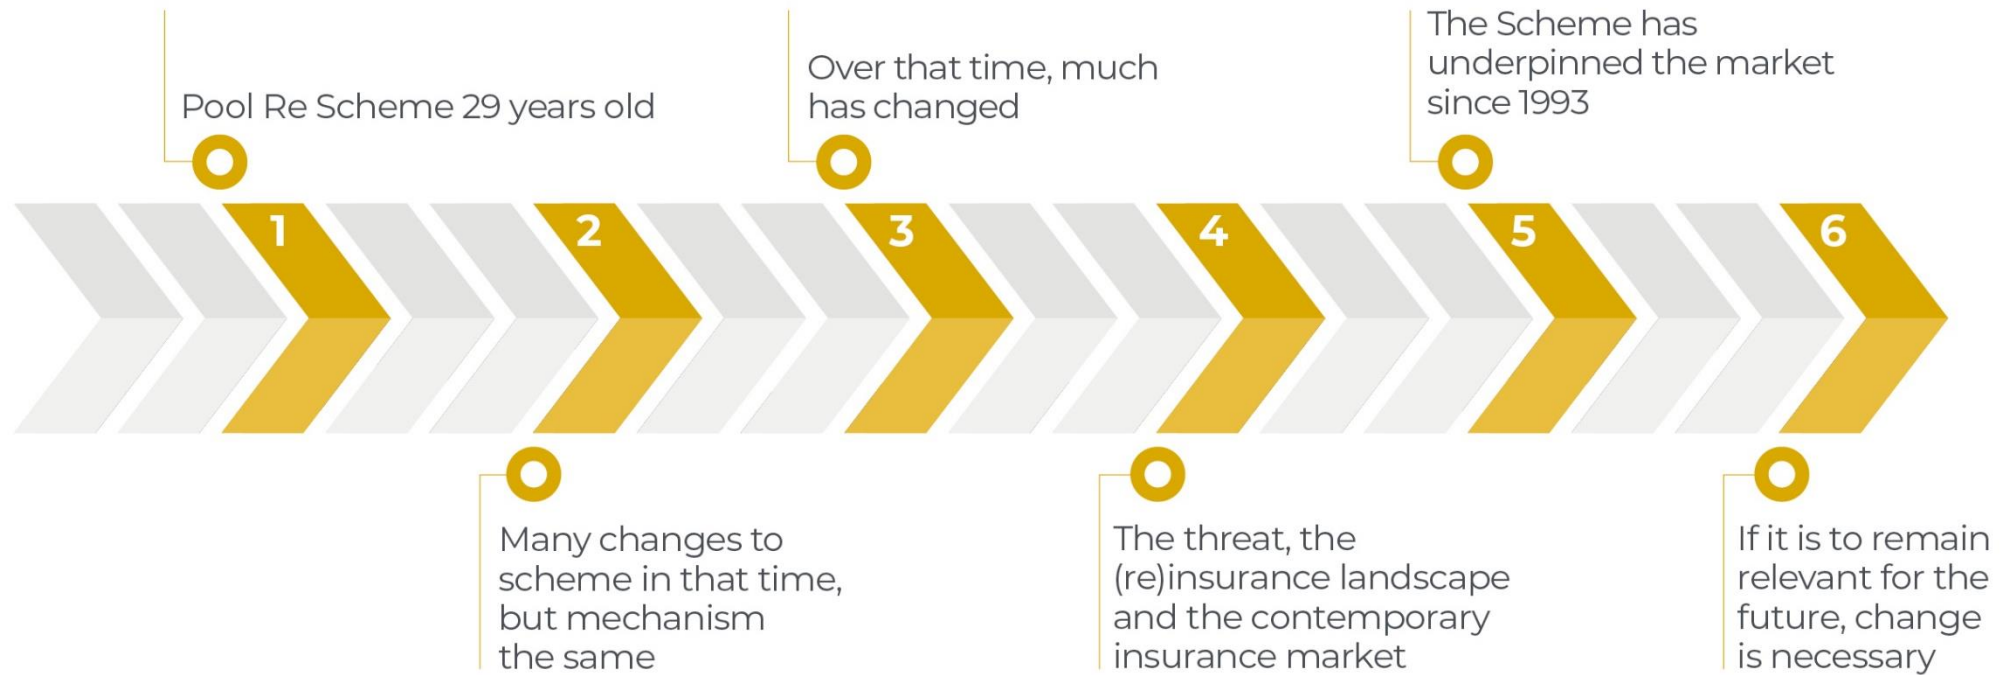 Pool Re Scheme 29 years old
1
Many changes to
scheme in that time,
but mechanism
the same
2
Over that time, much
has changed
3
The threat, the
(re)insurance landscape
and the contemporary
insurance market
4
The Scheme has
underpinned the market
since 1993
5
If it is to remain
relevant for the
future, change
is necessary
6